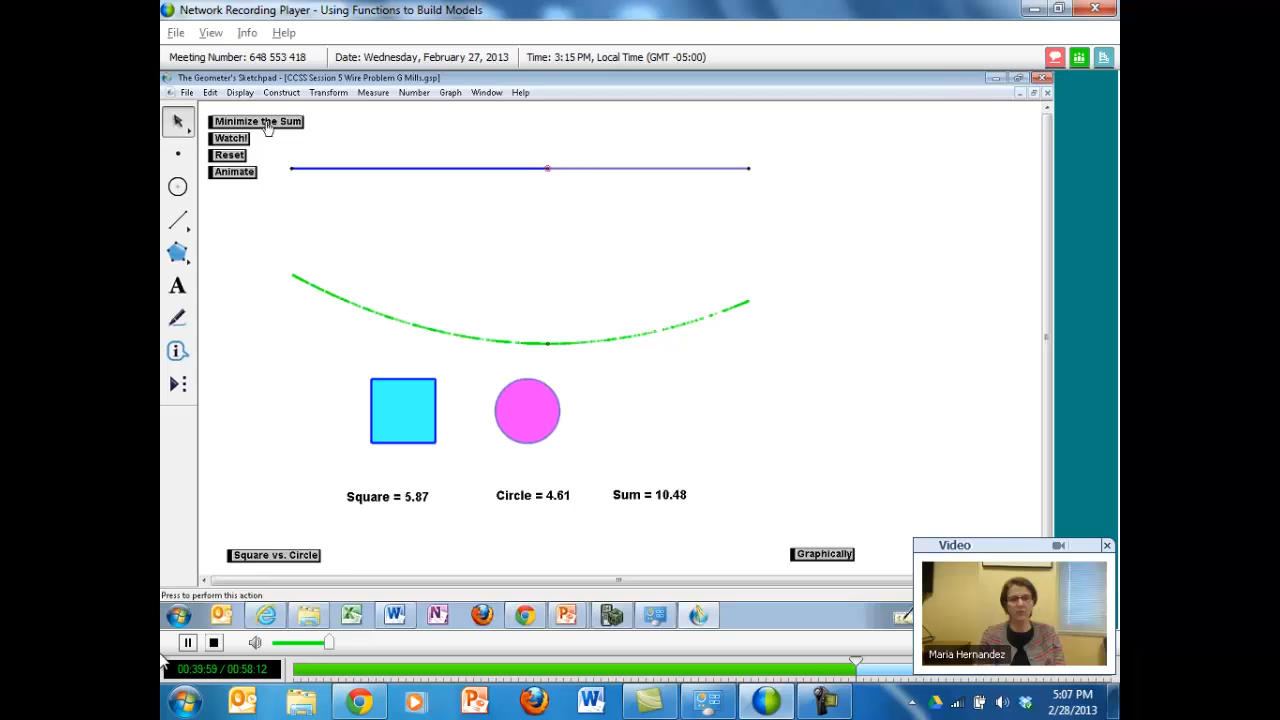 Network Recording Player - Using Functions to Build Models
File View Info Help
Meeting Number: 648 553 418 Date: Wednesday, February 27, 2013 Time: 3:15 PM, Local Time (GMT -05:00)
The Geometer's Sketchpad - [CCSS Session 5 Wire Problem G Mills.gsp]
File Edit Display Construct Transform Measure Number Graph Window Help
Minimize the Sum
Watch!
Reset
Animate
A
Square = 5.87 Circle = 4.61 Sum = 10.48
Square vs. Circle Graphically
Video
Maria Hernandez
Press to perform this action
00:39:59 / 00:58:12
5:07 PM
2/28/2013